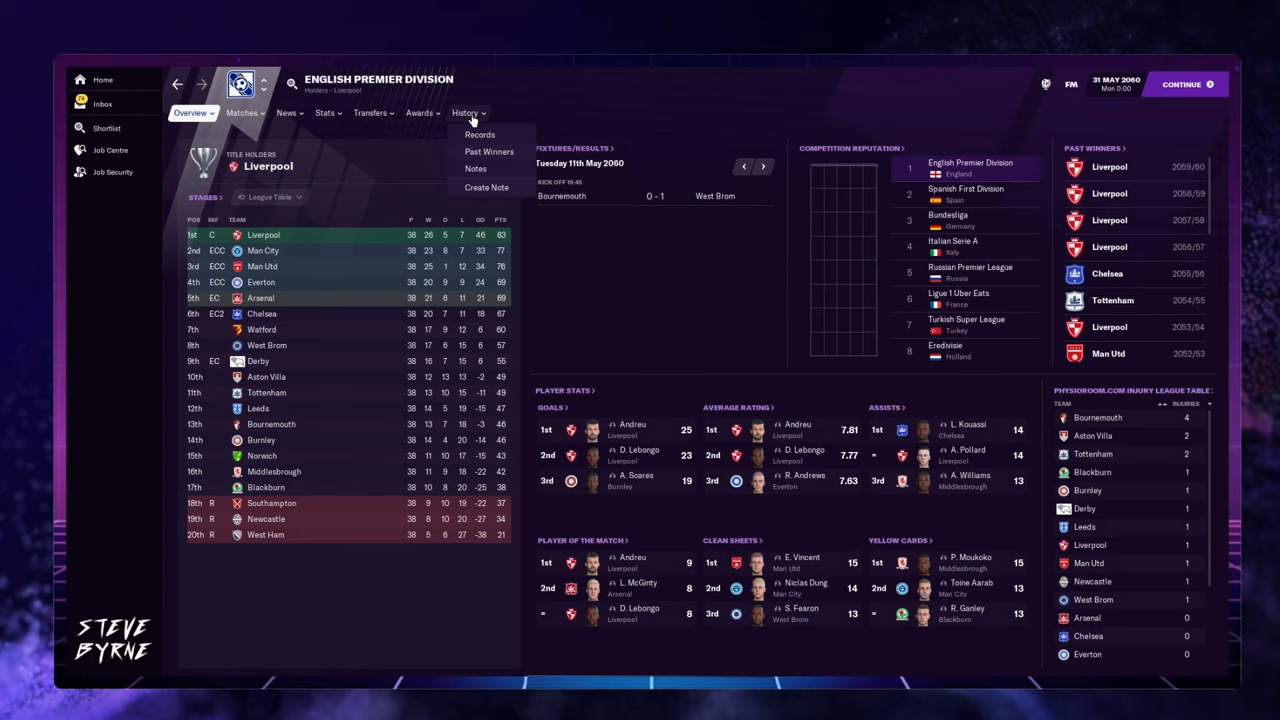 Home
74
Inbox
Shortlist
Job Centre
Job Security
ENGLISH PREMIER DIVISION
Holders - Liverpool
FM
31 MAY 2060
Mon 0:00
CONTINUE
Overview
Matches
News
Stats
Transfers
Awards
History
Records
Past Winners
Notes
Create Note
TITLE HOLDERS
Liverpool
STAGES
League Table
POS INF TEAM P W D L GD PTS
1st C Liverpool 38 26 5 7 46 83
2nd ECC Man City 38 23 8 7 33 77
3rd ECC Man Utd 38 25 1 12 34 76
4th ECC Everton 38 20 9 9 24 69
5th EC Arsenal 38 21 6 11 21 69
6th EC2 Chelsea 38 20 7 11 18 67
7th Watford 38 17 9 12 6 60
8th West Brom 38 17 6 15 6 57
9th EC Derby 38 16 7 15 6 55
10th Aston Villa 38 12 13 13 -2 49
11th Tottenham 38 13 10 15 -11 49
12th Leeds 38 14 5 19 -15 47
13th Bournemouth 38 13 7 18 -3 46
14th Burnley 38 14 4 20 -14 46
15th Norwich 38 11 10 17 -15 43
16th Middlesbrough 38 11 9 18 -22 42
17th Blackburn 38 10 8 20 -25 38
18th R Southampton 38 9 10 19 -22 37
19th R Newcastle 38 8 10 20 -27 34
20th R West Ham 38 5 6 27 -38 21
FIXTURES/RESULTS
Tuesday 11th May 2060
KICK OFF 19:45
Bournemouth 0 - 1 West Brom
COMPETITION REPUTATION
1 English Premier Division
England
2 Spanish First Division
Spain
3 Bundesliga
Germany
4 Italian Serie A
Italy
5 Russian Premier League
Russia
6 Ligue 1 Uber Eats
France
7 Turkish Super League
Turkey
8 Eredivisie
Holland
PAST WINNERS
Liverpool 2059/60
Liverpool 2058/59
Liverpool 2057/58
Liverpool 2056/57
Chelsea 2055/56
Tottenham 2054/55
Liverpool 2053/54
Man Utd 2052/53
PLAYER STATS
GOALS
1st Andreu 25
Liverpool
2nd D. Lebongo 23
Liverpool
3rd A. Soares 19
Burnley
AVERAGE RATING
1st Andreu 7.81
Liverpool
2nd D. Lebongo 7.77
Liverpool
3rd R. Andrews 7.63
Everton
ASSISTS
1st L. Kouassi 14
Chelsea
= A. Pollard 14
Liverpool
3rd A. Williams 13
Middlesbrough
PLAYER OF THE MATCH
1st Andreu 9
Liverpool
2nd L. McGinty 8
Arsenal
= D. Lebongo 8
Liverpool
CLEAN SHEETS
1st E. Vincent 15
Man Utd
2nd Niclas Dung 14
Man City
3rd S. Fearon 13
West Brom
YELLOW CARDS
1st P. Moukoko 15
Middlesbrough
2nd Toine Aarab 13
Man City
= R. Ganley 13
Blackburn
PHYSIOROOM.COM INJURY LEAGUE TABLE
TEAM INJURIES
Bournemouth 4
Aston Villa 2
Tottenham 2
Blackburn 1
Burnley 1
Derby 1
Leeds 1
Liverpool 1
Man Utd 1
Newcastle 1
West Brom 1
Arsenal 0
Chelsea 0
Everton 0
STEVE
BYRNE